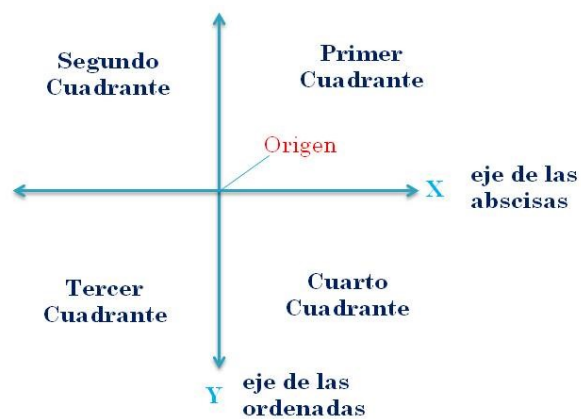 Segundo
Cuadrante
Primer
Cuadrante
Origen
X
eje de las
abscisas
Tercer
Cuadrante
Cuarto
Cuadrante
Y
eje de las
ordenadas